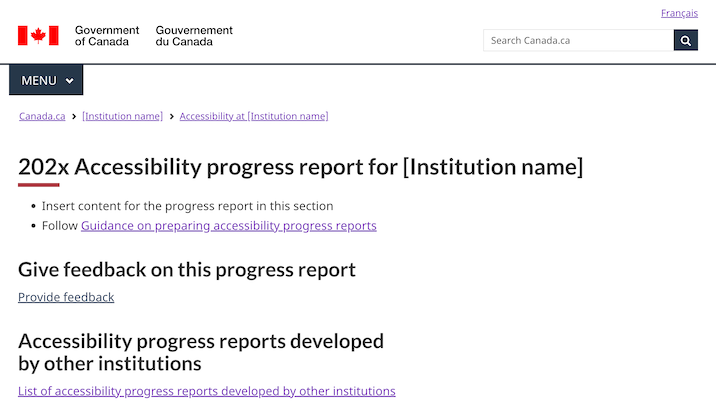 Français
Government of Canada
Gouvernement du Canada
Search Canada.ca
MENU
Canada.ca > [Institution name] > Accessibility at [Institution name]
202x Accessibility progress report for [Institution name]
• Insert content for the progress report in this section
• Follow Guidance on preparing accessibility progress reports
Give feedback on this progress report
Provide feedback
Accessibility progress reports developed
by other institutions
List of accessibility progress reports developed by other institutions